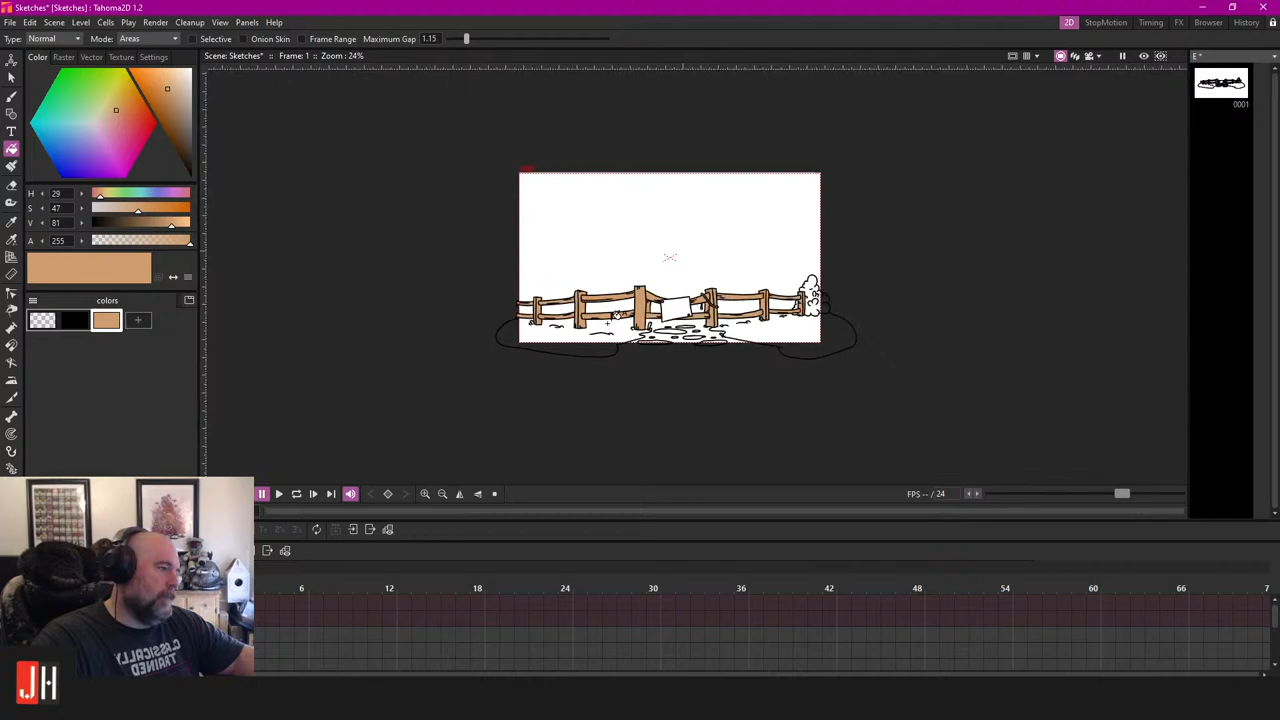 Sketches* [Sketches] : Tahoma2D 1.2
File Edit Scene Level Cells Play Render Cleanup View Panels Help
2D StopMotion Timing FX Browser History
Type: Normal Mode: Areas Selective Onion Skin Frame Range Maximum Gap 1.15
Color Raster Vector Texture Settings
Scene: Sketches* :: Frame: 1 :: Zoom : 24%
E*
0001
H 29
S 47
V 81
A 255
colors
FPS -- / 24
6 12 18 24 30 36 42 48 54 60 66 7
CLASSICALLY
TRAINED
JH